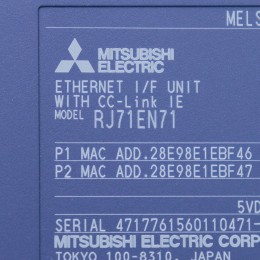 MELS
MITSUBISHI
ELECTRIC
ETHERNET I/F UNIT
WITH CC-Link IE
MODEL RJ71EN71
P1 MAC ADD.28E98E1EBF46
P2 MAC ADD.28E98E1EBF47
5VD
SERIAL 4717761560110471-
MITSUBISHI ELECTRIC CORP
TOKYO 100-8310, JAPAN